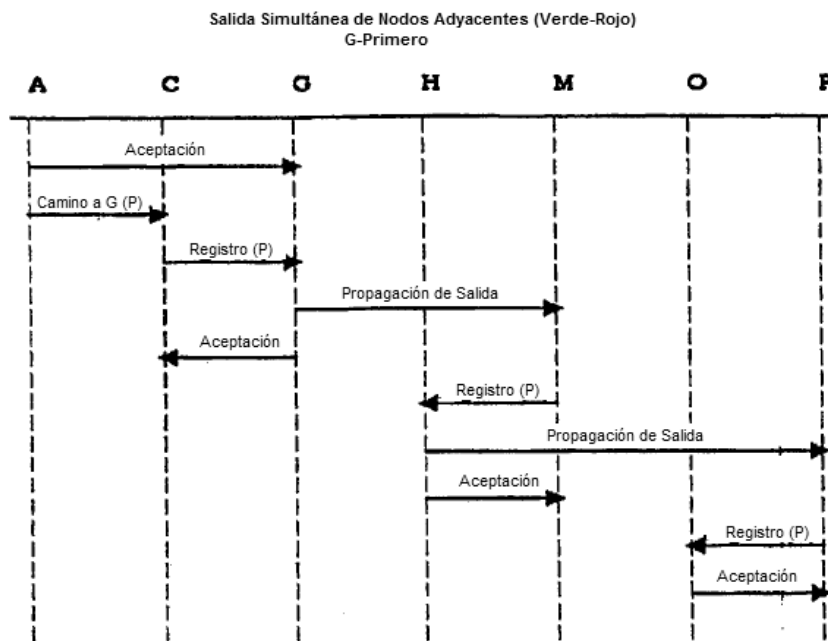 Salida Simultánea de Nodos Adyacentes (Verde-Rojo)
G-Primero
A C G H M O P
Aceptación
Camino a G (P)
Registro (P)
Propagación de Salida
Aceptación
Registro (P)
Propagación de Salida
Aceptación
Registro (P)
Aceptación